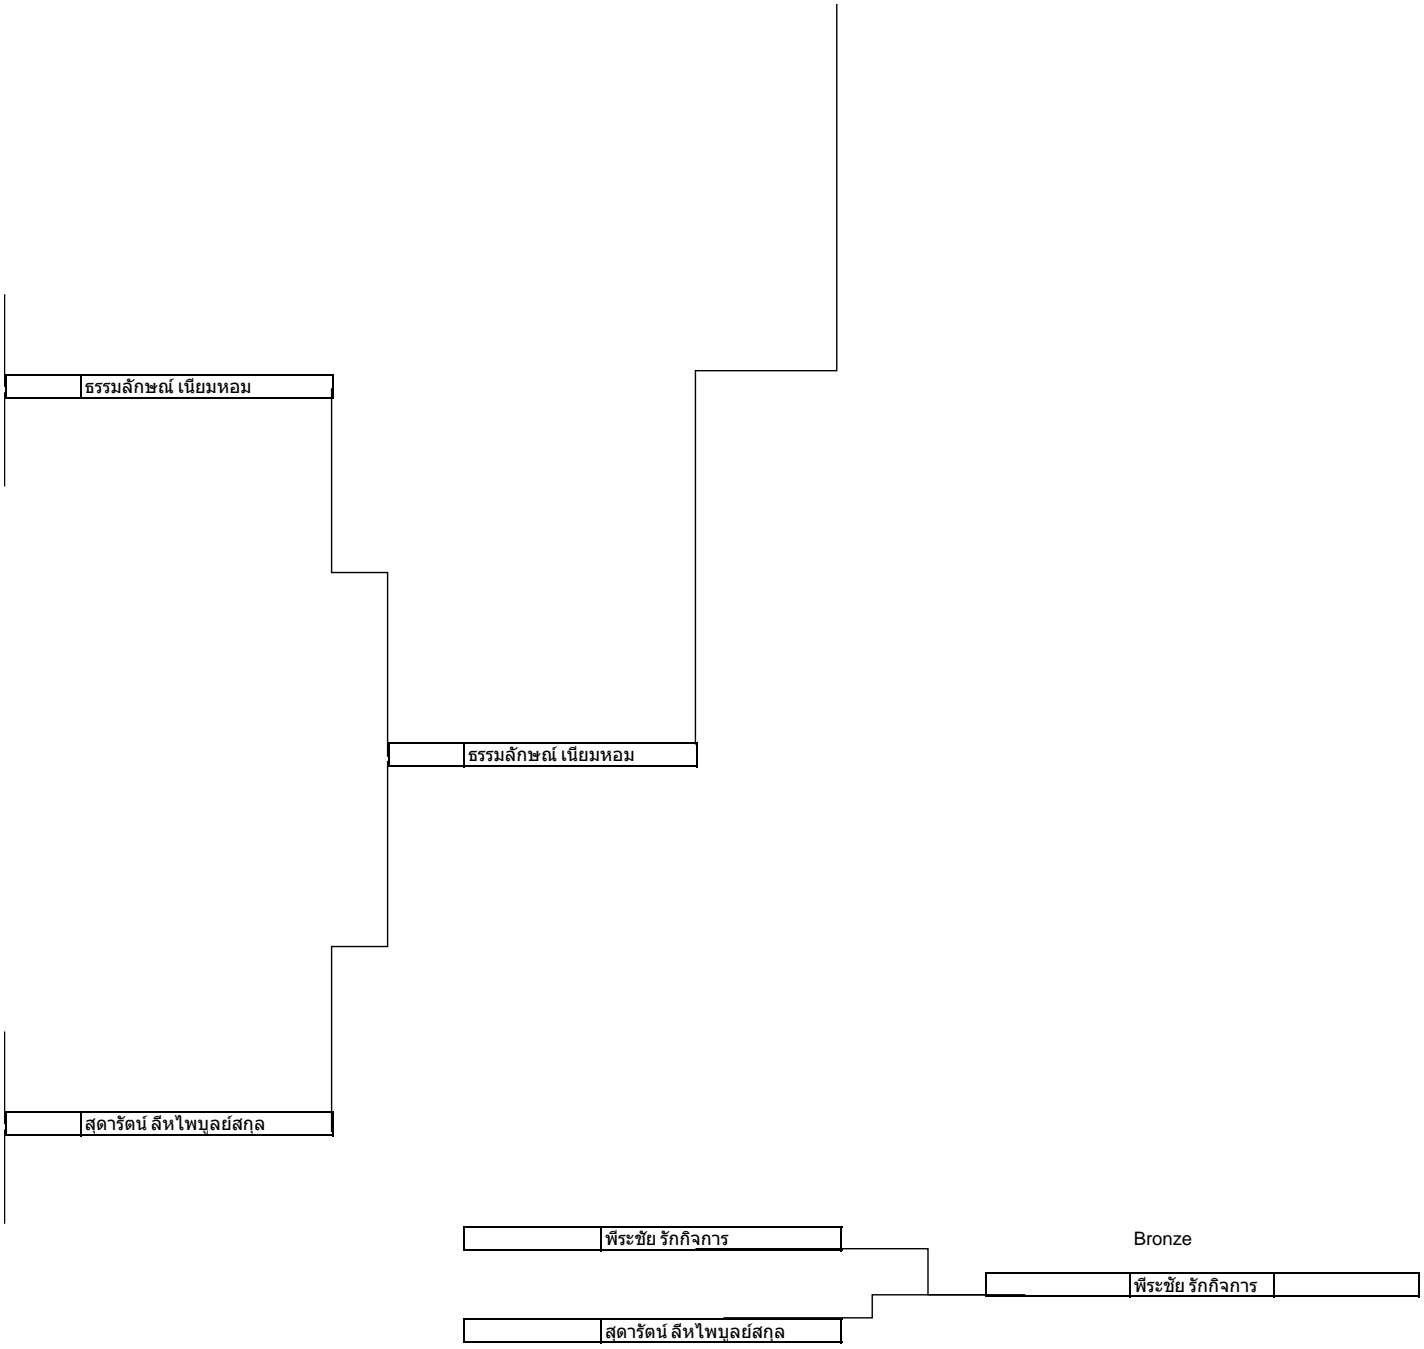 ธรรมลักษณ์ เนียมหอม
ธรรมลักษณ์ เนียมหอม
สุดารัตน์ ลีหไพบูลย์สกุล
พีระชัย รักกิจการ
Bronze
พีระชัย รักกิจการ
สุดารัตน์ ลีหไพบูลย์สกุล